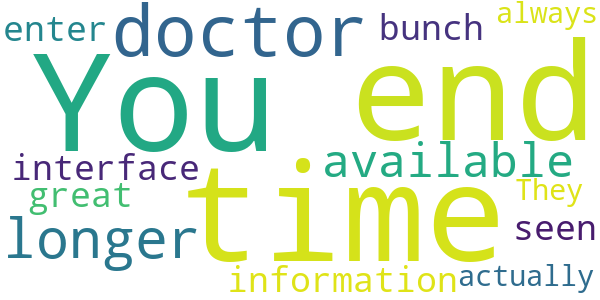 enter doctor bunch always
You end
interface available
great time They
longer seen
information actually